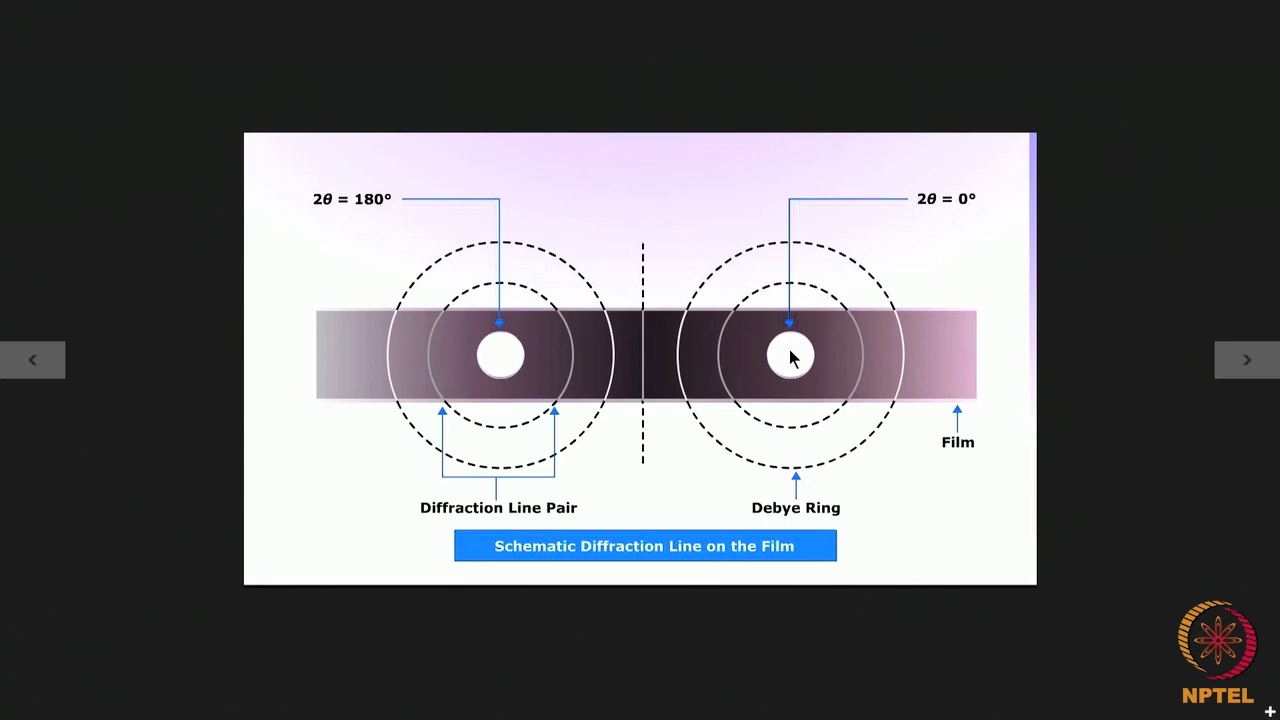 2θ = 180°
2θ = 0°
Film
Diffraction Line Pair
Debye Ring
Schematic Diffraction Line on the Film
NPTEL